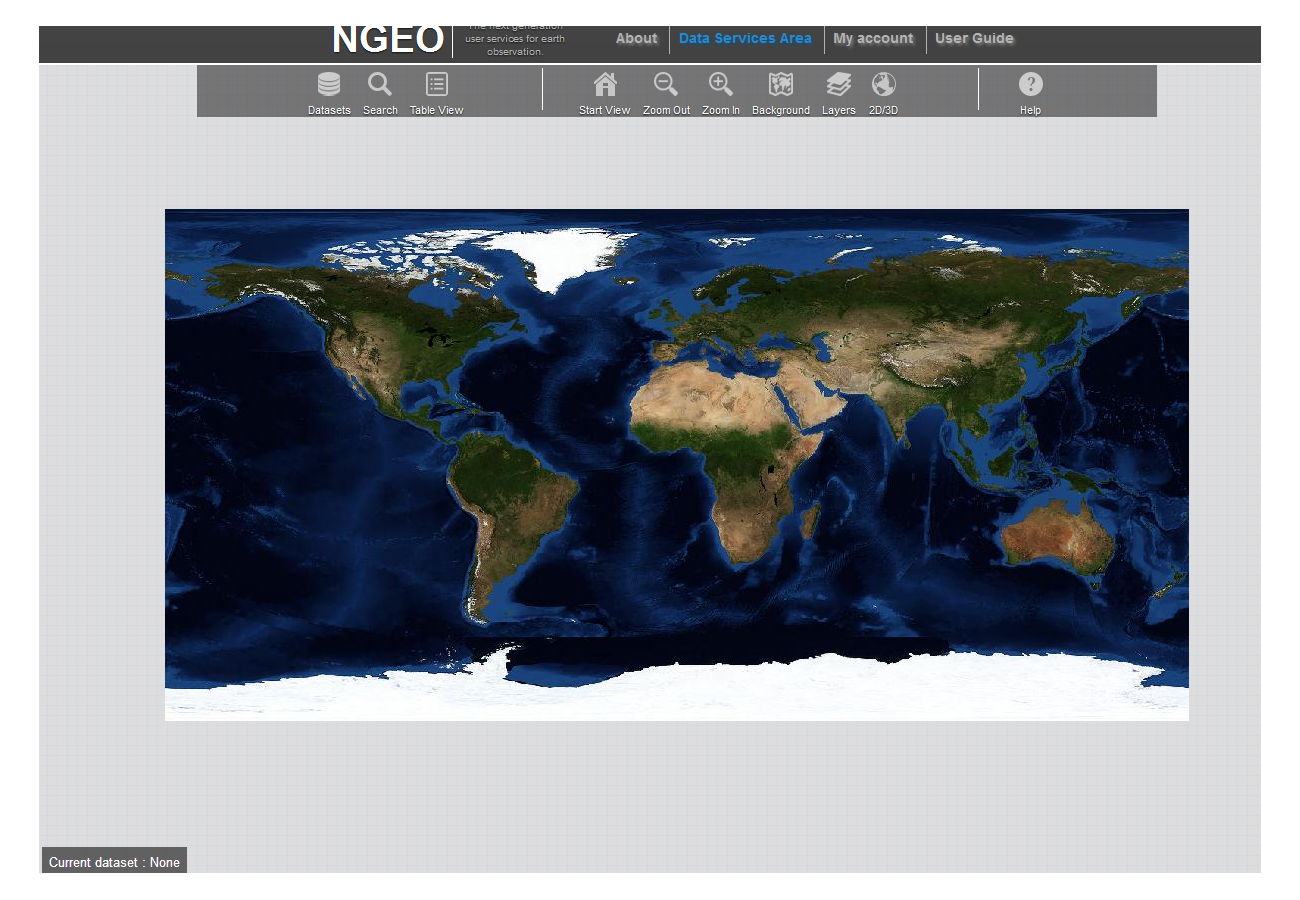 NGEO
The next generation
user services for earth
observation.
About
Data Services Area
My account
User Guide
Datasets
Search
Table View
Start View
Zoom Out
Zoom In
Background
Layers
2D/3D
?
Help
Current dataset : None